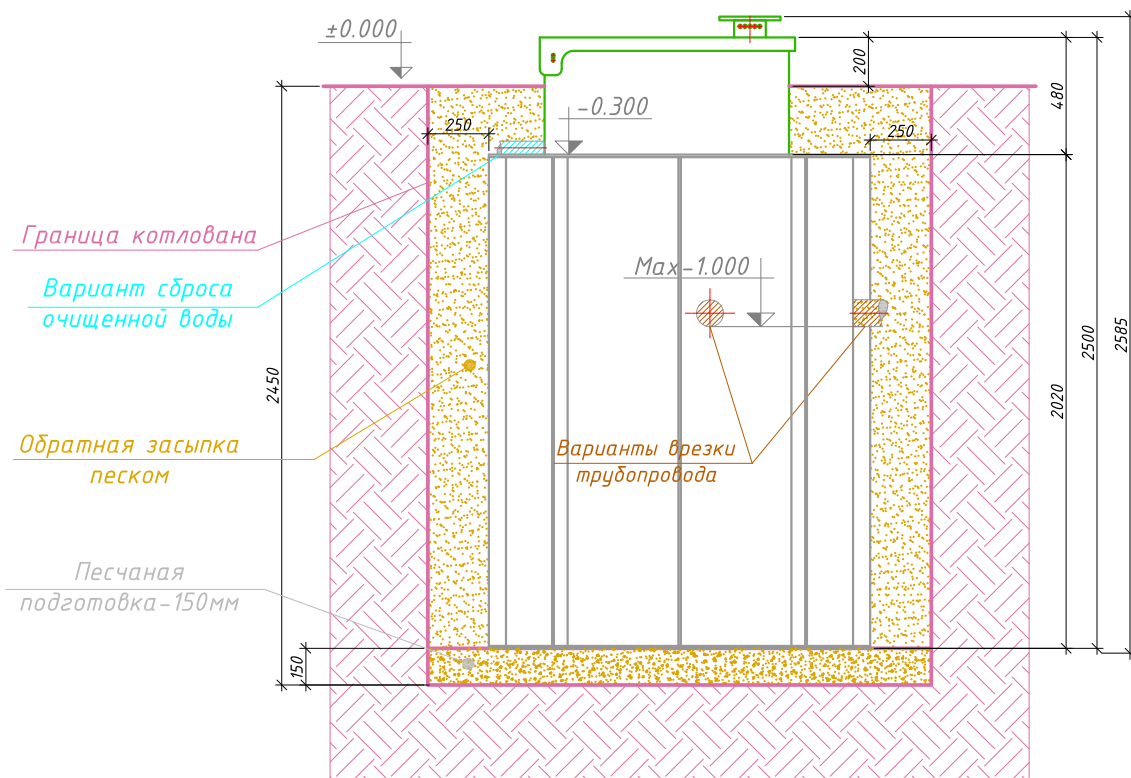 ±0.000
200
480
-0.300
250
250
Граница котлована
Max-1.000
Вариант сброса
очищенной воды
2585
2500
2450
2020
Обратная засыпка
песком
Варианты врезки
трубопровода
Песчаная
подготовка-150мм
150